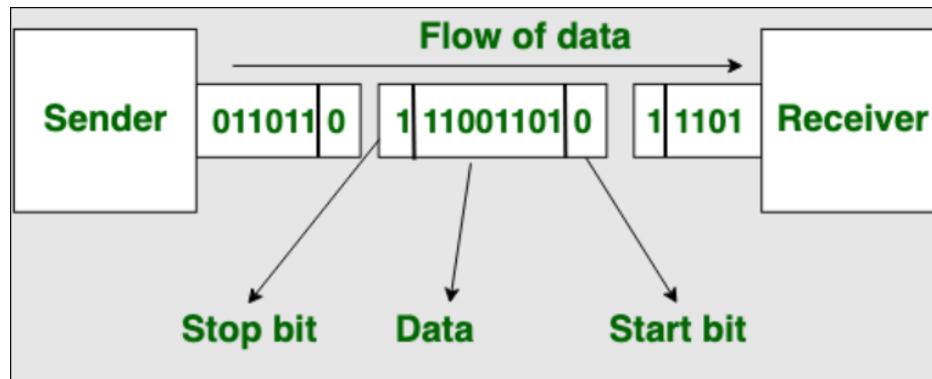 Flow of data
Sender 011011 0 1 11001101 0 1 1101 Receiver
Stop bit Data Start bit